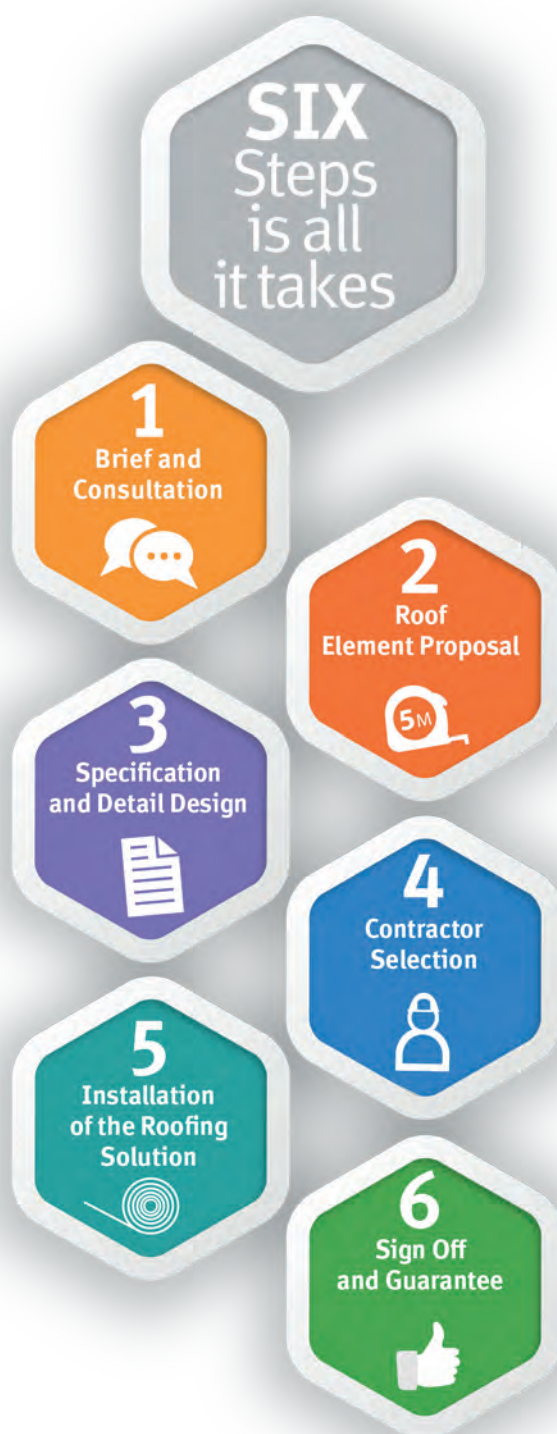 SIX
Steps
is all
it takes
1
Brief and
Consultation
2
Roof
Element Proposal
5M
3
Specification
and Detail Design
4
Contractor
Selection
5
Installation
of the Roofing
Solution
6
Sign Off
and Guarantee